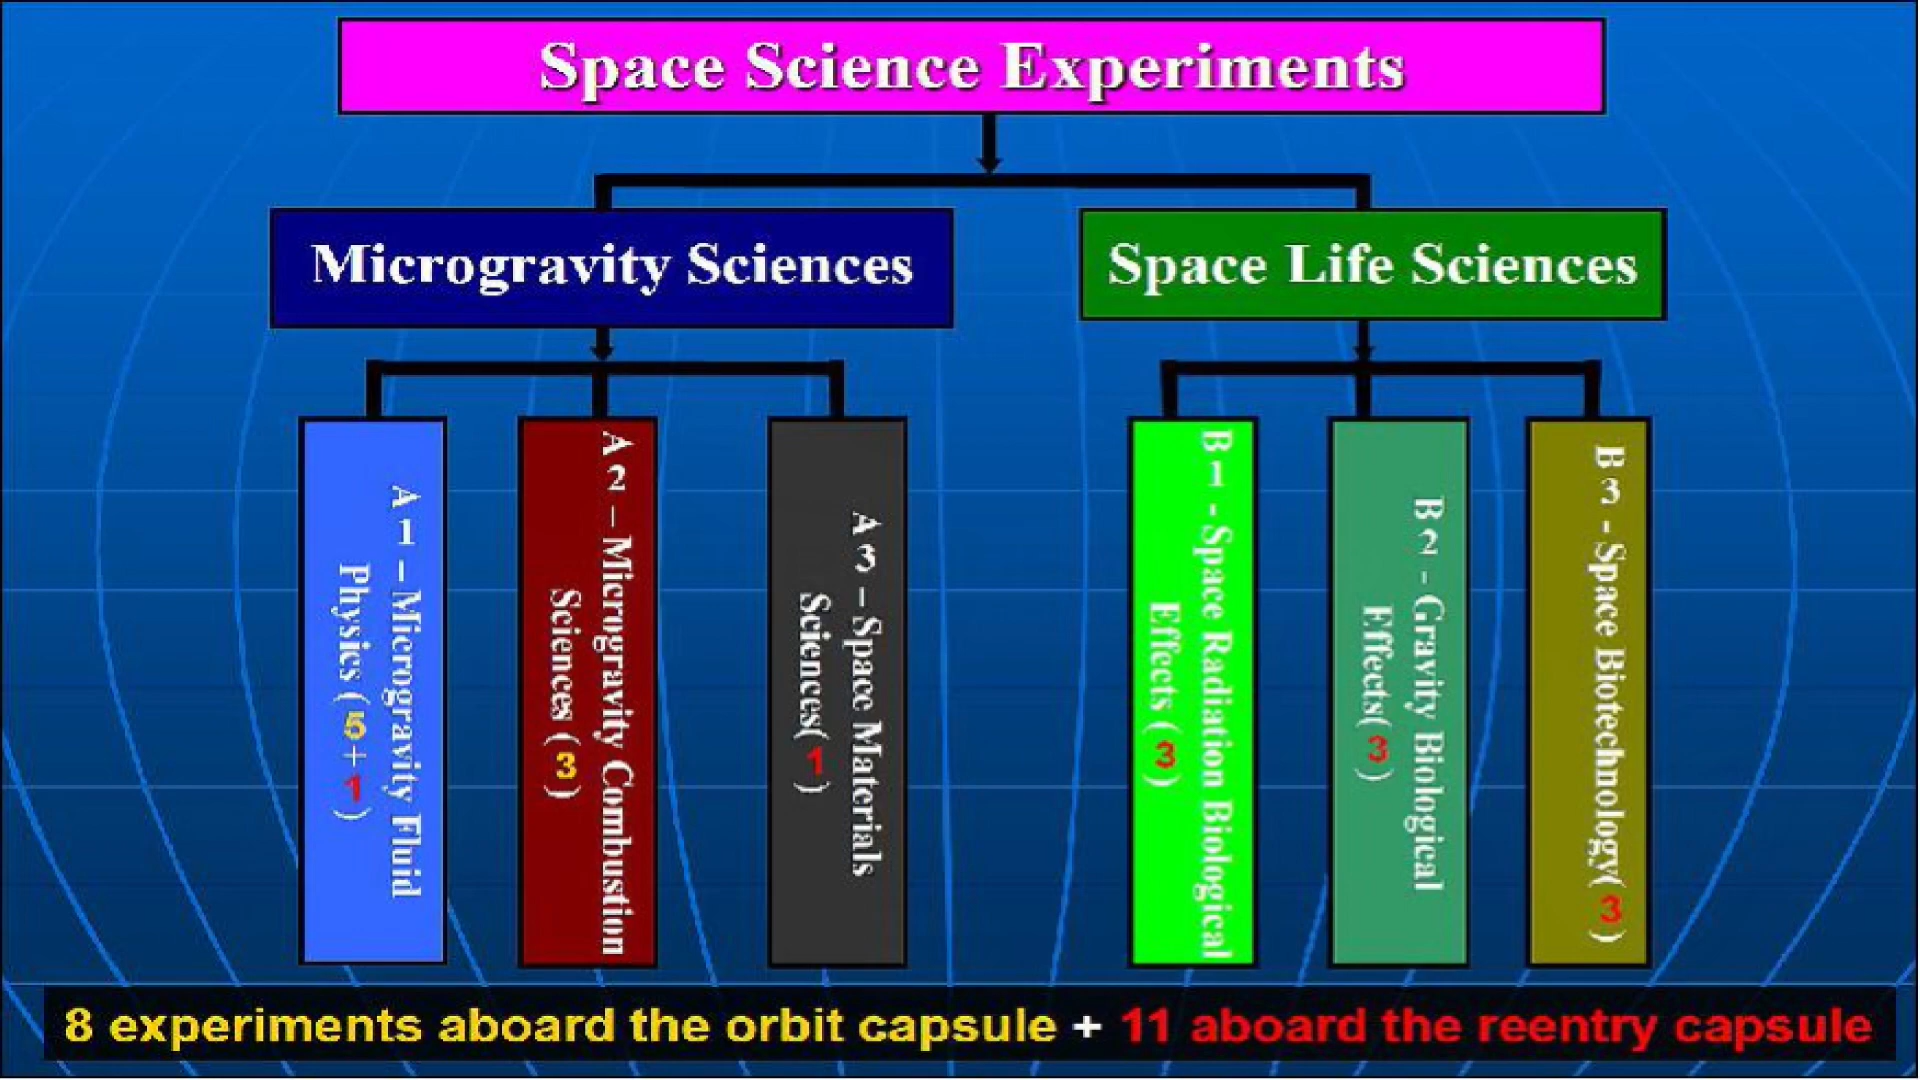 Space Science Experiments
Microgravity Sciences
Space Life Sciences
A 1 – Microgravity Fluid
Physics ( 5 + 1 )
A 2 – Microgravity Combustion
Sciences ( 3 )
A 3 – Space Materials
Sciences( 1 )
B 1 - Space Radiation Biological
Effects ( 3 )
B 2 - Gravity Biological
Effects( 3 )
B 3 - Space Biotechnology( 3 )
8 experiments aboard the orbit capsule + 11 aboard the reentry capsule